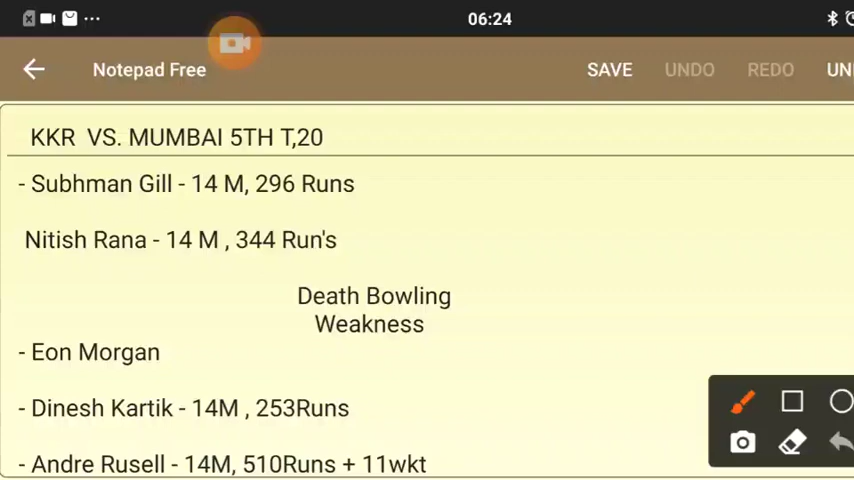 06:24
Notepad Free SAVE UNDO REDO UN
KKR VS. MUMBAI 5TH T,20
- Subhman Gill - 14 M, 296 Runs
Nitish Rana - 14 M , 344 Run's
Death Bowling
Weakness
- Eon Morgan
- Dinesh Kartik - 14M , 253Runs
- Andre Rusell - 14M, 510Runs + 11wkt